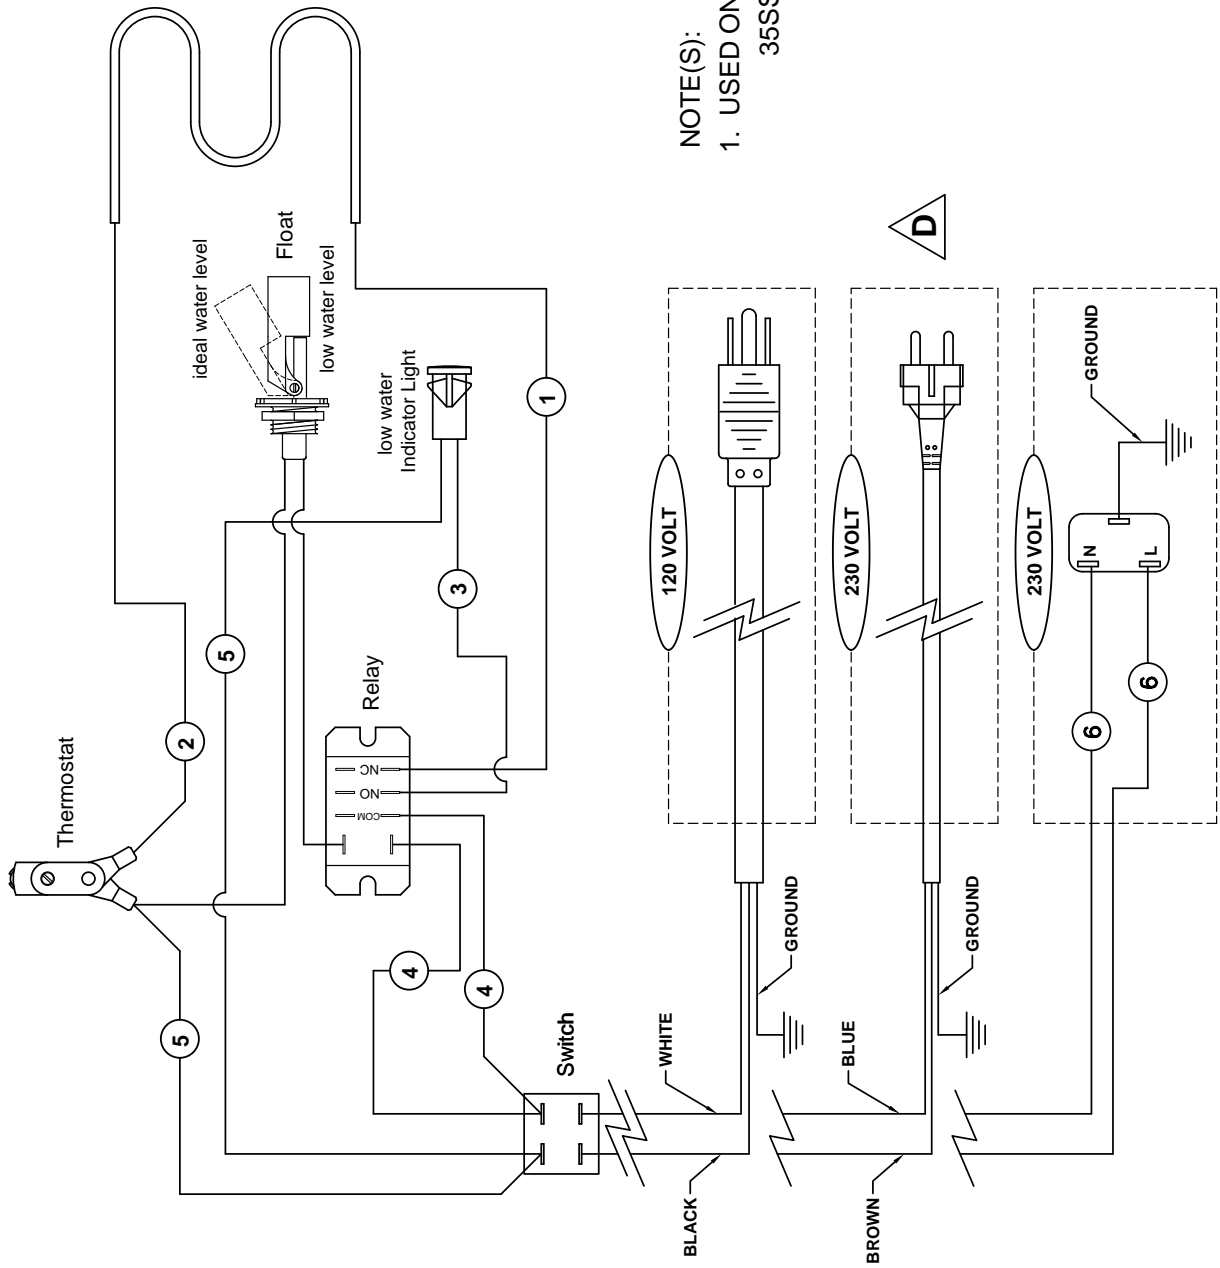 Thermostat
5
2
ideal water level
5
Float
low water level
Relay
COM
NO
NC
low water
Indicator Light
4
3
4
1
Switch
BLACK
WHITE
120 VOLT
GROUND
NOTE(S):
1. USED ON
35SS
BROWN
BLUE
230 VOLT
GROUND
D
230 VOLT
6
N
GROUND
6
L